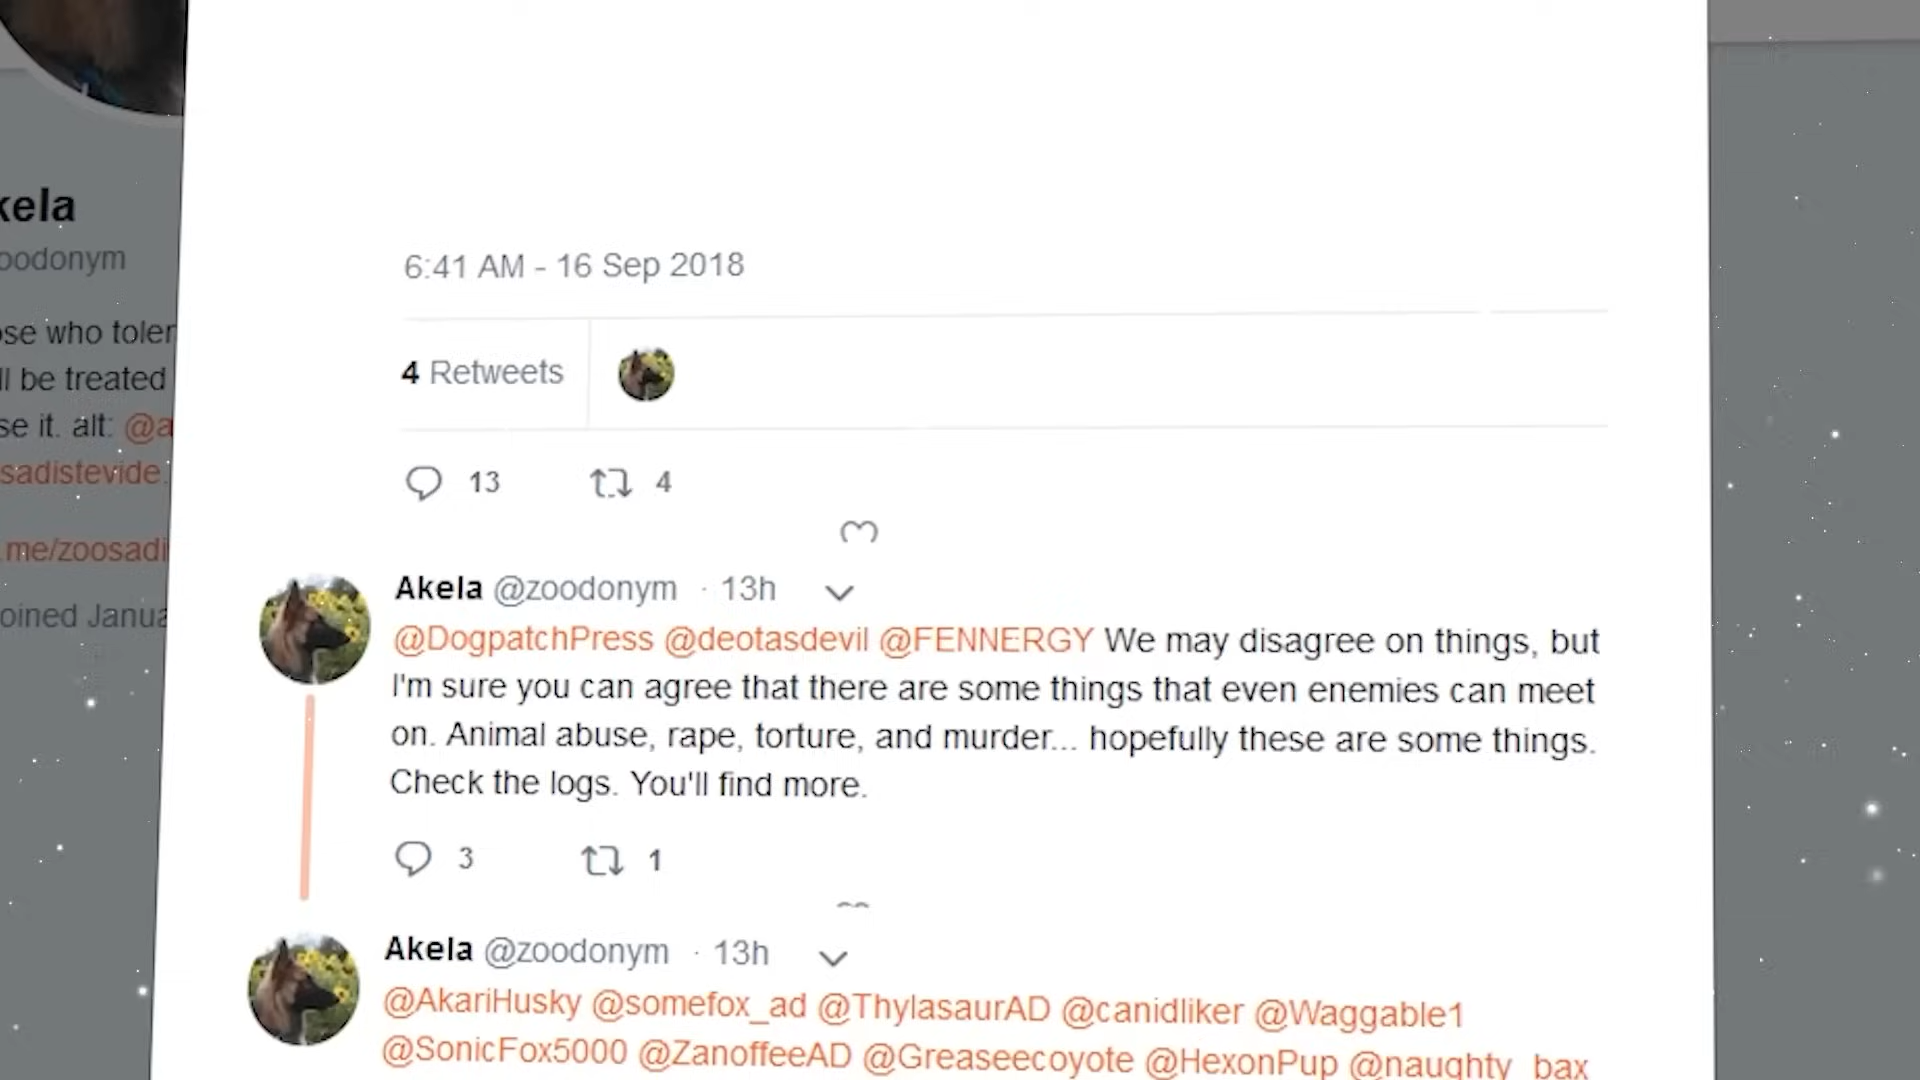 kela
oodonym
ose who toler
ll be treated
se it. alt: @a
sadistevide.
.me/zoosadi
oined Janua
6:41 AM - 16 Sep 2018
4 Retweets
13 4
Akela @zoodonym · 13h
@DogpatchPress @deotasdevil @FENNERGY We may disagree on things, but
I'm sure you can agree that there are some things that even enemies can meet
on. Animal abuse, rape, torture, and murder... hopefully these are some things.
Check the logs. You'll find more.
3 1
Akela @zoodonym · 13h
@AkariHusky @somefox_ad @ThylasaurAD @canidliker @Waggable1
@SonicFox5000 @ZanoffeeAD @Greaseecoyote @HexonPup @naughty_bax